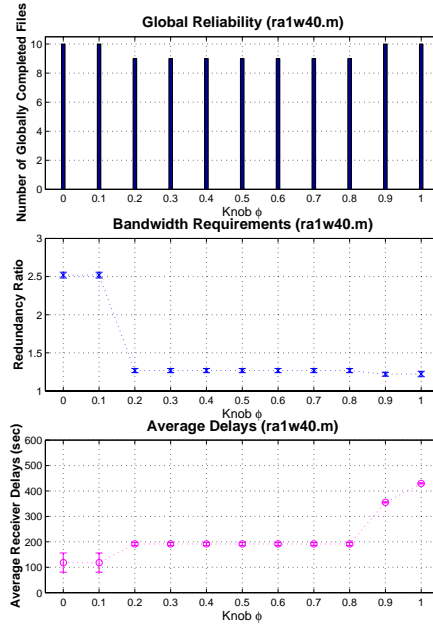 Global Reliability (ra1w40.m)
Number of Globally Completed Files
10
8
6
4
2
0
0 0.1 0.2 0.3 0.4 0.5 0.6 0.7 0.8 0.9 1
Knob ϕ
Bandwidth Requirements (ra1w40.m)
Redundancy Ratio
3
2.5
2
1.5
1
0 0.1 0.2 0.3 0.4 0.5 0.6 0.7 0.8 0.9 1
Knob ϕ
Average Delays (ra1w40.m)
Average Receiver Delays (sec)
600
500
400
300
200
100
0
0 0.1 0.2 0.3 0.4 0.5 0.6 0.7 0.8 0.9 1
Knob ϕ